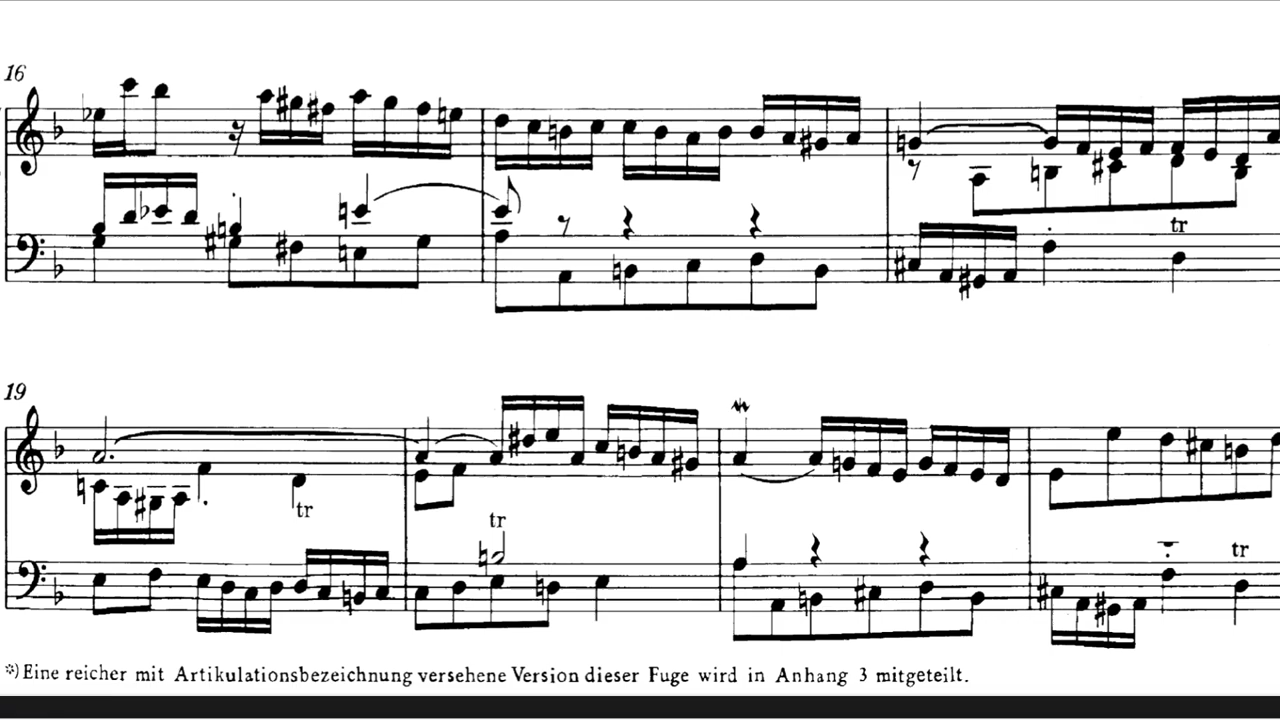 16
tr
19
tr
tr
tr
*) Eine reicher mit Artikulationsbezeichnung versehene Version dieser Fuge wird in Anhang 3 mitgeteilt.